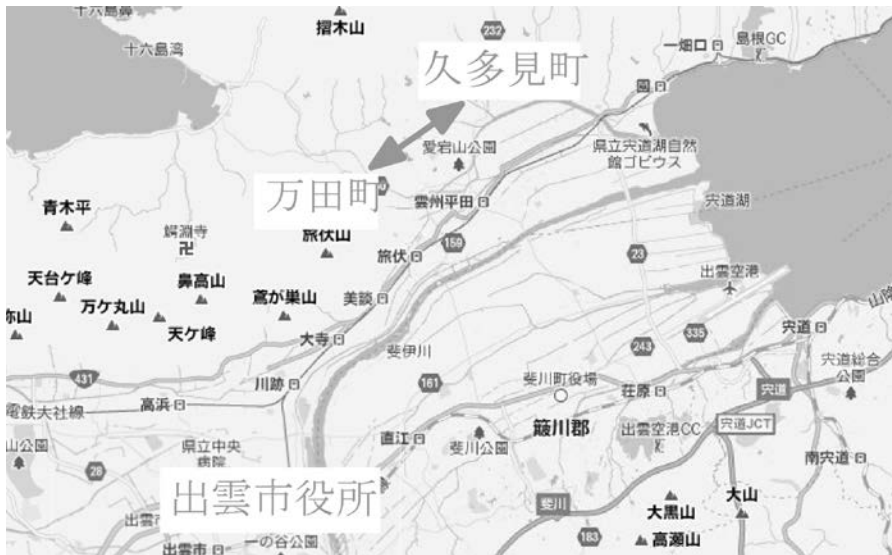 十六島鼻
摺木山
232
久多見町
一畑口
島根GC
十六島湾
園
愛宕山公園
県立宍道湖自然
館ゴビウス
万田町
雲州平田
宍道湖
青木平
鰐淵寺
旅伏山
旅伏
159
23
出雲空港
天台ケ峰
鼻高山
鳶が巣山
美談
万ケ丸山
天ケ峰
弥山
大寺
斐伊川
335
宍道
山陰
243
431
川跡
161
斐川町役場
荘原
宍道
宍道総合
公園
電鉄大社線
高浜
直江
斐川公園
簸川郡
出雲空港CC
宍道JCT
山公園
県立中央
病院
28
南宍道
出雲市役所
斐川
大黒山
大山
183
高瀬山
出雲市
一の谷公園